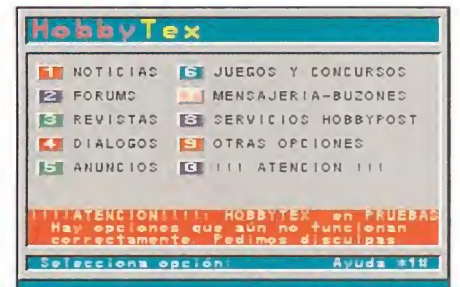 HobbyTex
1 NOTICIAS 6 JUEGOS Y CONCURSOS
2 FORUMS MENSAJERIA-BUZONES
3 REVISTAS 8 SERVICIOS HOBBYPOST
4 DIALOGOS 9 OTRAS OPCIONES
5 ANUNCIOS G !!! ATENCION !!!
!!!!ATENCION!!!!: HOBBYTEX en PRUEBAS
Hay opciones que aún no funcionan
correctamente. Pedimos disculpas
Selecciona opción: Ayuda *1#